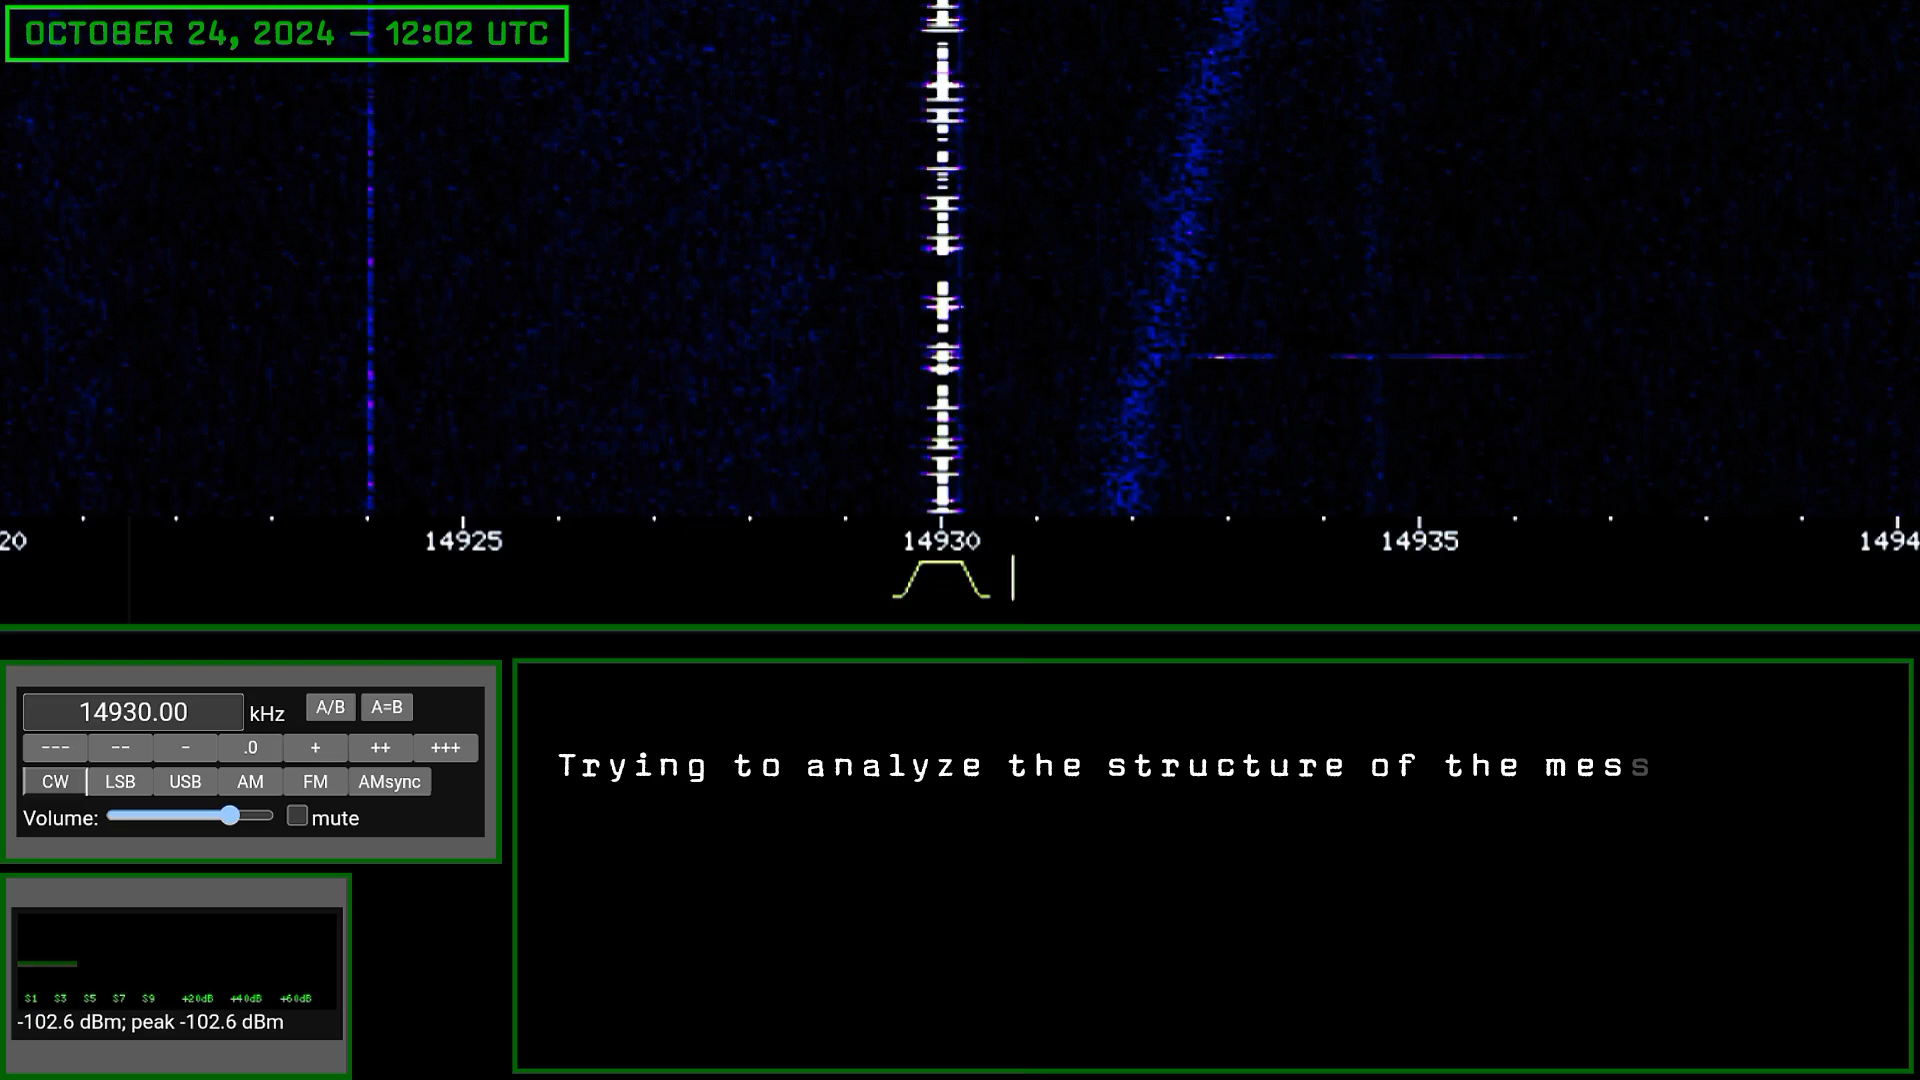 OCTOBER 24, 2024 – 12:02 UTC
20 14925 14930 14935 1494
14930.00 kHz A/B A=B
--- -- - .0 + ++ +++
CW LSB USB AM FM AMsync
Volume: mute
Trying to analyze the structure of the mess
S1 S3 S5 S7 S9 +20dB +40dB +60dB
-102.6 dBm; peak -102.6 dBm